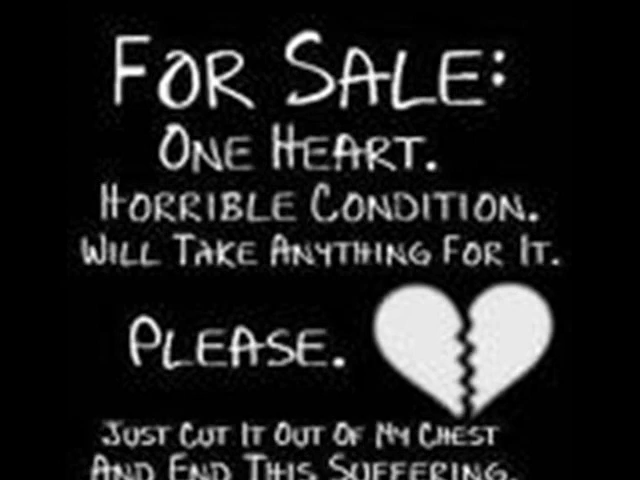 FOR SALE:
ONE HEART.
HORRIBLE CONDITION.
WILL TAKE ANYTHING FOR IT.
PLEASE.
JUST CUT IT OUT OF MY CHEST
AND END THIS SUFFERING.